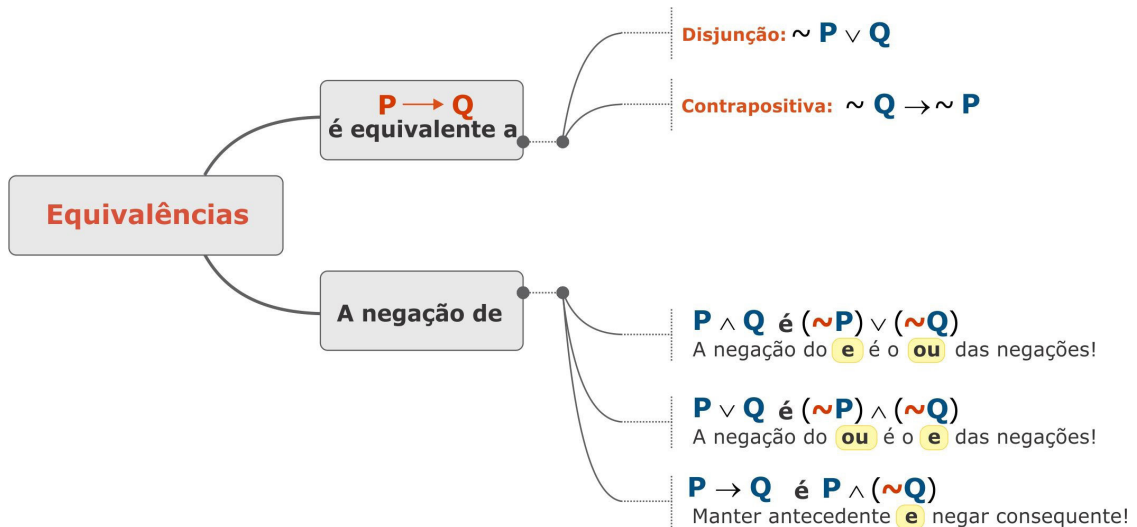 Equivalências
P → Q
é equivalente a
Disjunção: ~ P ∨ Q
Contrapositiva: ~ Q → ~ P
A negação de
P ∧ Q é (~P) ∨ (~Q)
A negação do e é o ou das negações!
P ∨ Q é (~P) ∧ (~Q)
A negação do ou é o e das negações!
P → Q é P ∧ (~Q)
Manter antecedente e negar consequente!